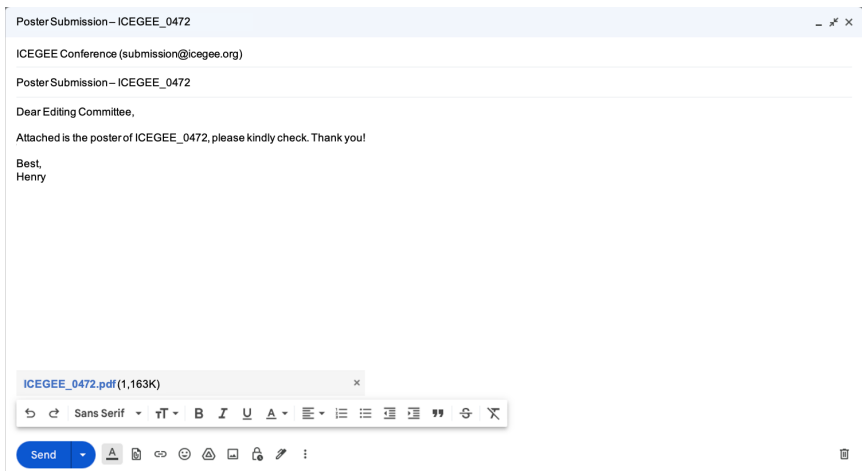 Poster Submission – ICEGEE_0472
ICEGEE Conference (submission@icegee.org)
Poster Submission – ICEGEE_0472
Dear Editing Committee,
Attached is the poster of ICEGEE_0472, please kindly check. Thank you!
Best,
Henry
ICEGEE_0472.pdf (1,163K)
Sans Serif
Send